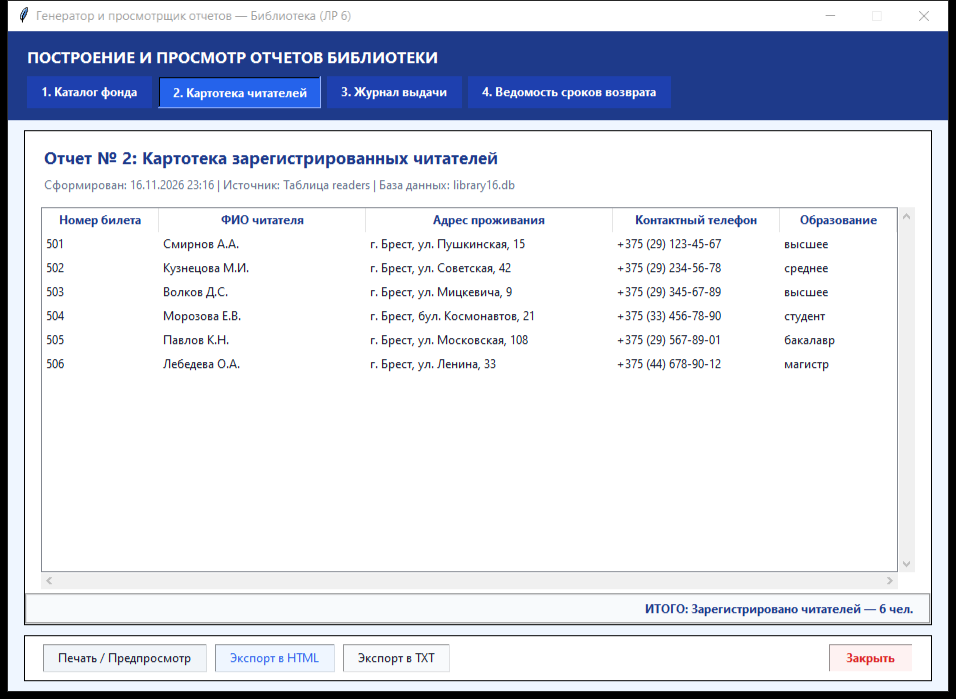 Генератор и просмотрщик отчетов — Библиотека (ЛР 6)
ПОСТРОЕНИЕ И ПРОСМОТР ОТЧЕТОВ БИБЛИОТЕКИ
1. Каталог фонда 2. Картотека читателей 3. Журнал выдачи 4. Ведомость сроков возврата
Отчет № 2: Картотека зарегистрированных читателей
Сформирован: 16.11.2026 23:16 | Источник: Таблица readers | База данных: library16.db
Номер билета ФИО читателя Адрес проживания Контактный телефон Образование
501 Смирнов А.А. г. Брест, ул. Пушкинская, 15 +375 (29) 123-45-67 высшее
502 Кузнецова М.И. г. Брест, ул. Советская, 42 +375 (29) 234-56-78 среднее
503 Волков Д.С. г. Брест, ул. Мицкевича, 9 +375 (29) 345-67-89 высшее
504 Морозова Е.В. г. Брест, бул. Космонавтов, 21 +375 (33) 456-78-90 студент
505 Павлов К.Н. г. Брест, ул. Московская, 108 +375 (29) 567-89-01 бакалавр
506 Лебедева О.А. г. Брест, ул. Ленина, 33 +375 (44) 678-90-12 магистр
ИТОГО: Зарегистрировано читателей — 6 чел.
Печать / Предпросмотр Экспорт в HTML Экспорт в TXT Закрыть